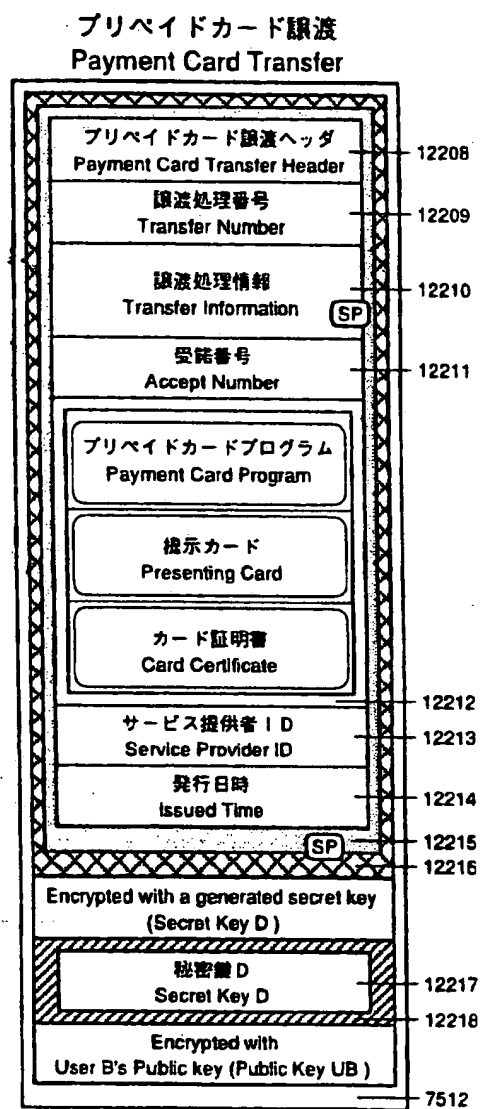 プリペイドカード譲渡
Payment Card Transfer
プリペイドカード譲渡ヘッダ
Payment Card Transfer Header
12208
譲渡処理番号
Transfer Number
12209
譲渡処理情報
Transfer Information
SP
12210
受諾番号
Accept Number
12211
プリペイドカードプログラム
Payment Card Program
提示カード
Presenting Card
カード証明書
Card Certificate
12212
サービス提供者ID
Service Provider ID
12213
発行日時
Issued Time
12214
SP
12215
12216
Encrypted with a generated secret key
(Secret Key D )
秘密鍵D
Secret Key D
12217
12218
Encrypted with
User B's Public key (Public Key UB )
7512